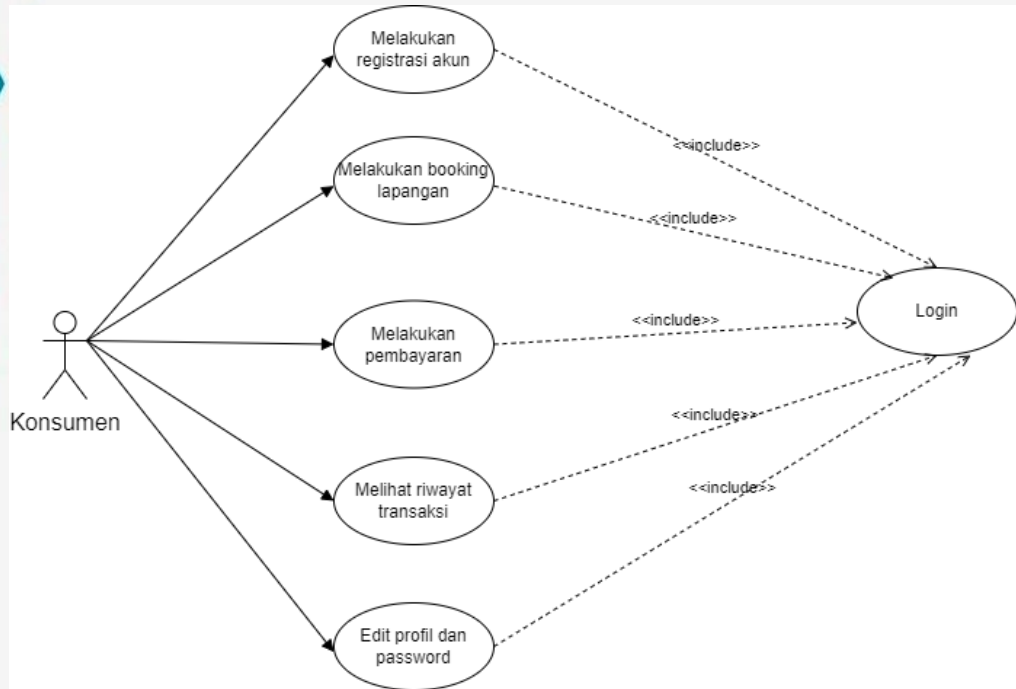 Melakukan
registrasi akun
<<include>>
Melakukan booking
lapangan
<<include>>
Login
Melakukan
pembayaran
<<include>>
Konsumen
<<include>>
Melihat riwayat
transaksi
<<include>>
Edit profil dan
password